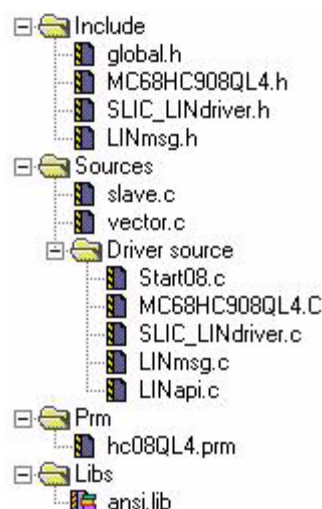 Include
global.h
MC68HC908QL4.h
SLIC_LINdriver.h
LINmsg.h
Sources
slave.c
vector.c
Driver source
Start08.c
MC68HC908QL4.C
SLIC_LINdriver.c
LINmsg.c
LINapi.c
Prm
hc08QL4.prm
Libs
ansi.lib